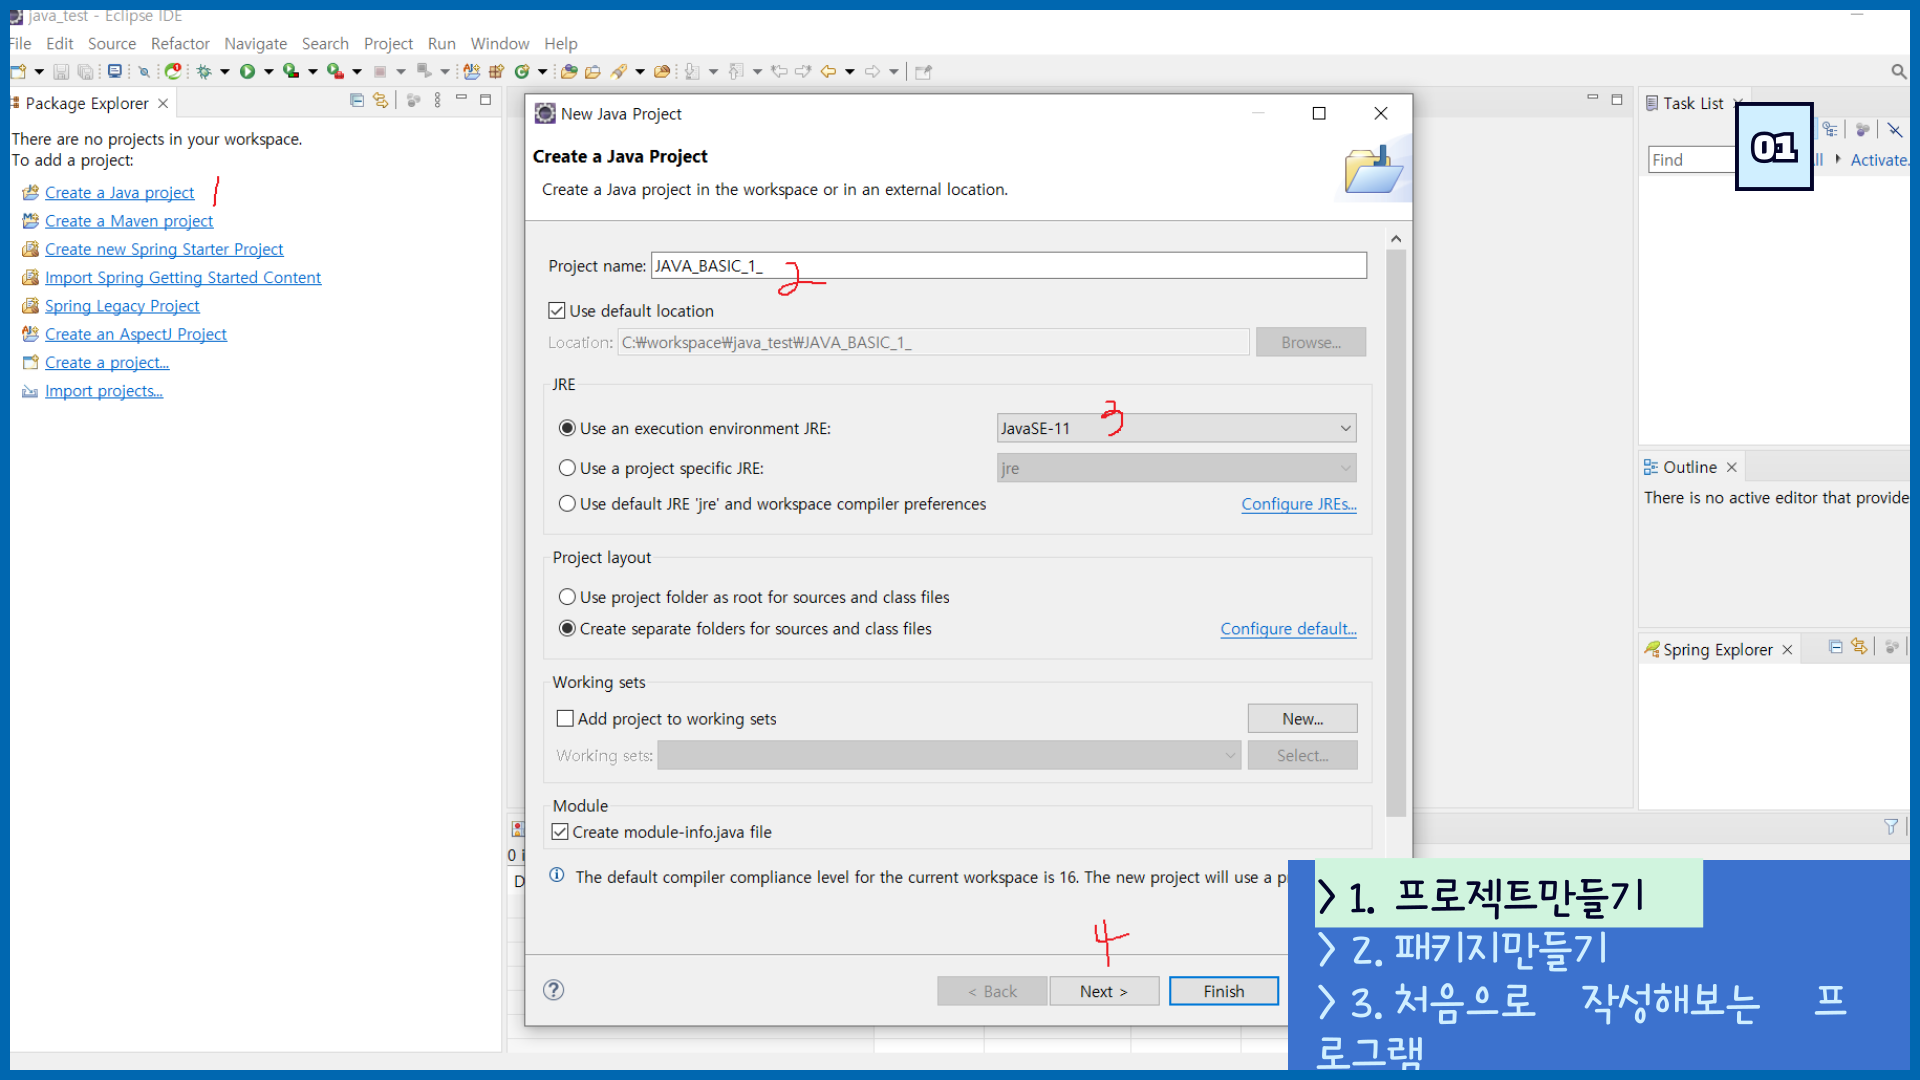 java_test - Eclipse IDE
File Edit Source Refactor Navigate Search Project Run Window Help
Package Explorer
There are no projects in your workspace.
To add a project:
Create a Java project 1
Create a Maven project
Create new Spring Starter Project
Import Spring Getting Started Content
Spring Legacy Project
Create an AspectJ Project
Create a project...
Import projects...
New Java Project
Create a Java Project
Create a Java project in the workspace or in an external location.
Project name: JAVA_BASIC_1_
2
Use default location
Location: C:₩workspace₩java_test₩JAVA_BASIC_1_ Browse...
JRE
Use an execution environment JRE: JavaSE-11 3
Use a project specific JRE: jre
Use default JRE 'jre' and workspace compiler preferences Configure JREs...
Project layout
Use project folder as root for sources and class files
Create separate folders for sources and class files Configure default...
Working sets
Add project to working sets New...
Working sets: Select...
Module
Create module-info.java file
The default compiler compliance level for the current workspace is 16. The new project will use a p
4
< Back Next > Finish
0 i
D
Task List
01
Find ll Activate.
Outline
There is no active editor that provide
Spring Explorer
> 1. 프로젝트만들기
> 2. 패키지만들기
> 3. 처음으로 작성해보는 프
로그램